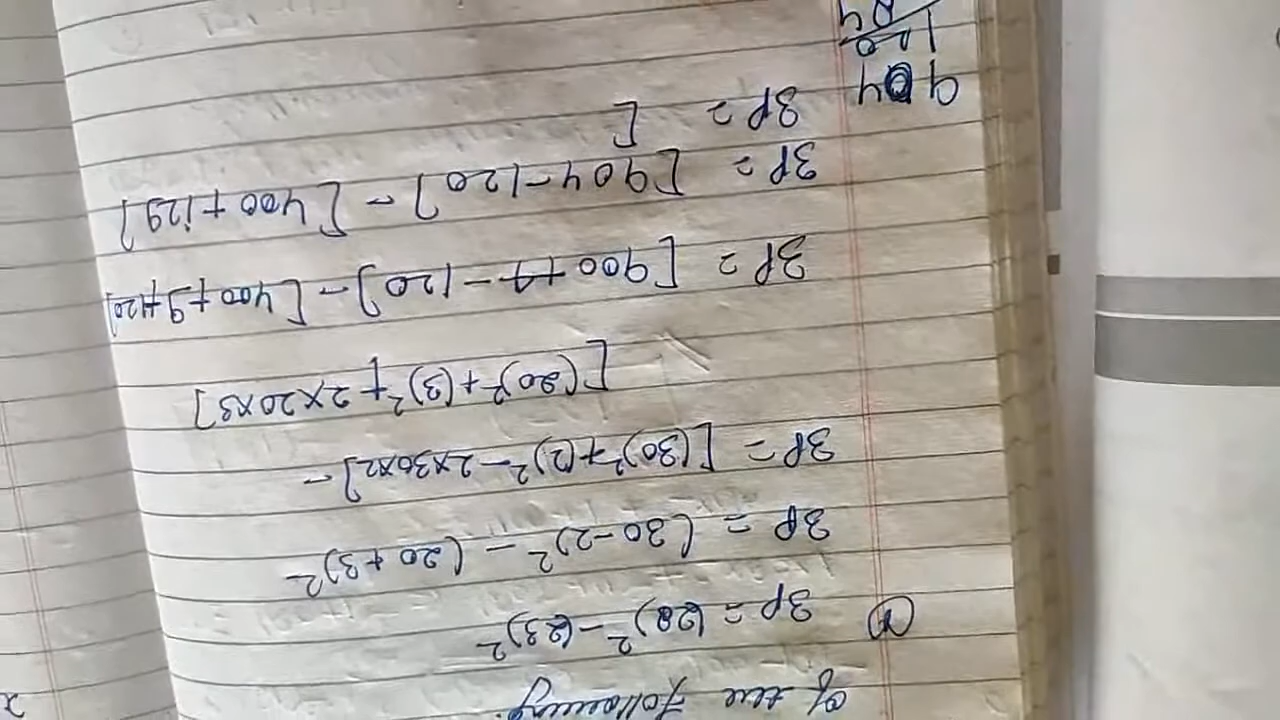 of the following.
(i) 3P = (28)² - (23)²
3P = (30-2)² - (20+3)²
3P = [(30)²+(2)² - 2×30×2] -
[(20)²+(3)² + 2×20×3]
3P = [900+4-120] - [400+9+120]
3P = [904-120] - [400+129]
3P = [
904
120
04
x